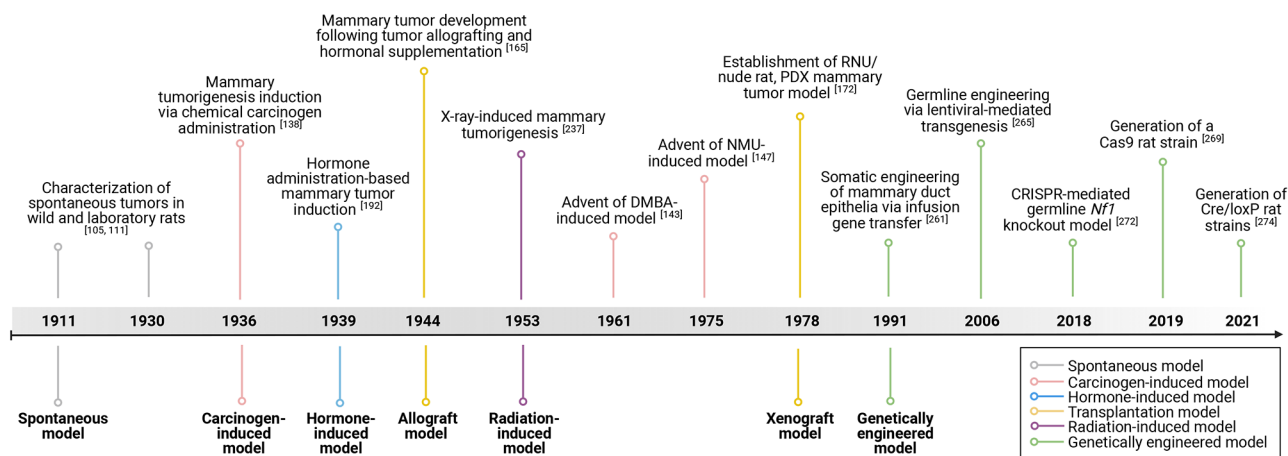 Characterization of
spontaneous tumors in
wild and laboratory rats
[105, 111]
Mammary
tumorigenesis induction
via chemical carcinogen
administration [138]
Hormone
administration-based
mammary tumor
induction [192]
Mammary tumor development
following tumor allografting and
hormonal supplementation [165]
X-ray-induced mammary
tumorigenesis [237]
Advent of DMBA-
induced model [143]
Advent of NMU-
induced model [147]
Establishment of RNU/
nude rat, PDX mammary
tumor model [172]
Somatic engineering
of mammary duct
epithelia via infusion
gene transfer [261]
Germline engineering
via lentiviral-mediated
transgenesis [265]
CRISPR-mediated
germline Nf1
knockout model [272]
Generation of a
Cas9 rat strain [269]
Generation of
Cre/loxP rat
strains [274]
1911 1930 1936 1939 1944 1953 1961 1975 1978 1991 2006 2018 2019 2021
Spontaneous
model
Carcinogen-
induced
model
Hormone-
induced
model
Allograft
model
Radiation-
induced
model
Xenograft
model
Genetically
engineered
model
Spontaneous model
Carcinogen-induced model
Hormone-induced model
Transplantation model
Radiation-induced model
Genetically engineered model